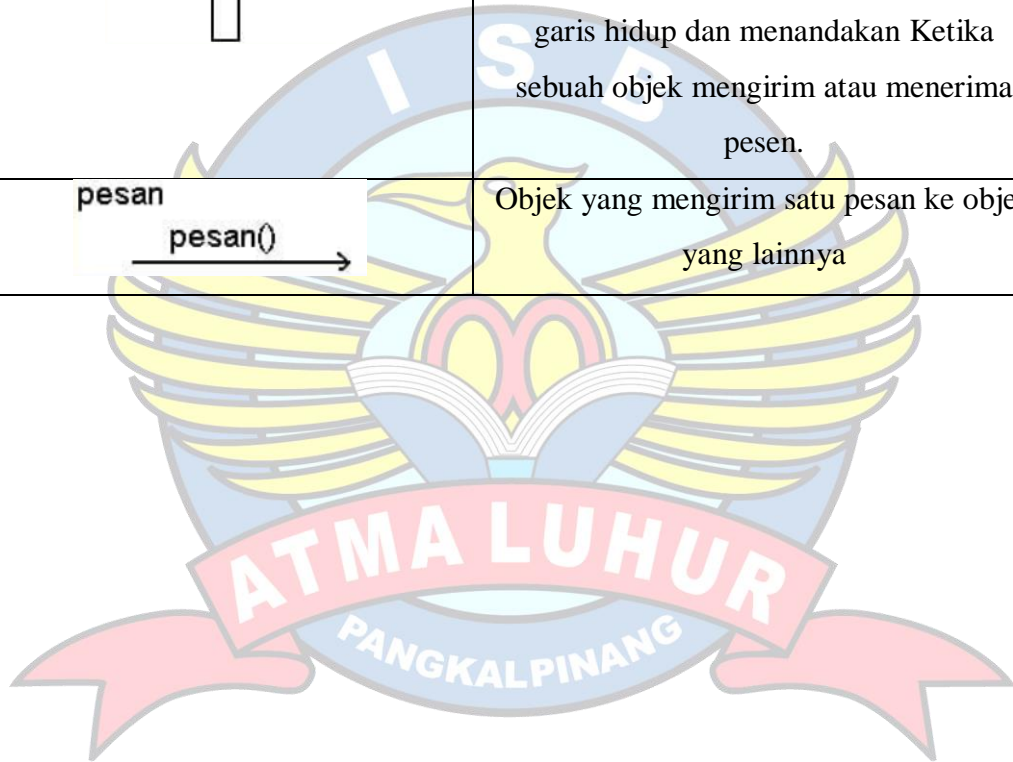 garis hidup dan menandakan Ketika
sebuah objek mengirim atau menerima
pesen.
pesan
pesan()
Objek yang mengirim satu pesan ke obje
yang lainnya
I S B
ATMA LUHUR
PANGKALPINANG